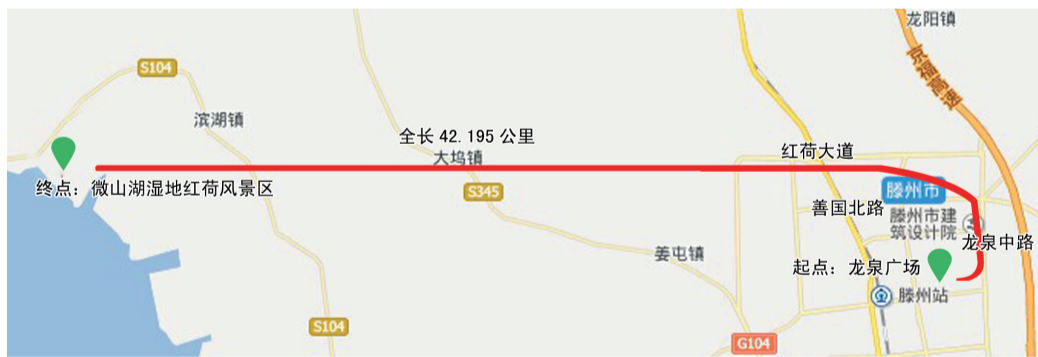 龙阳镇
京福高速
S104
滨湖镇
全长 42.195 公里
大坞镇
红荷大道
终点：微山湖湿地红荷风景区
S345
滕州市
善国北路
滕州市建
筑设计院
龙泉中路
姜屯镇
起点：龙泉广场
滕州站
S104
G104